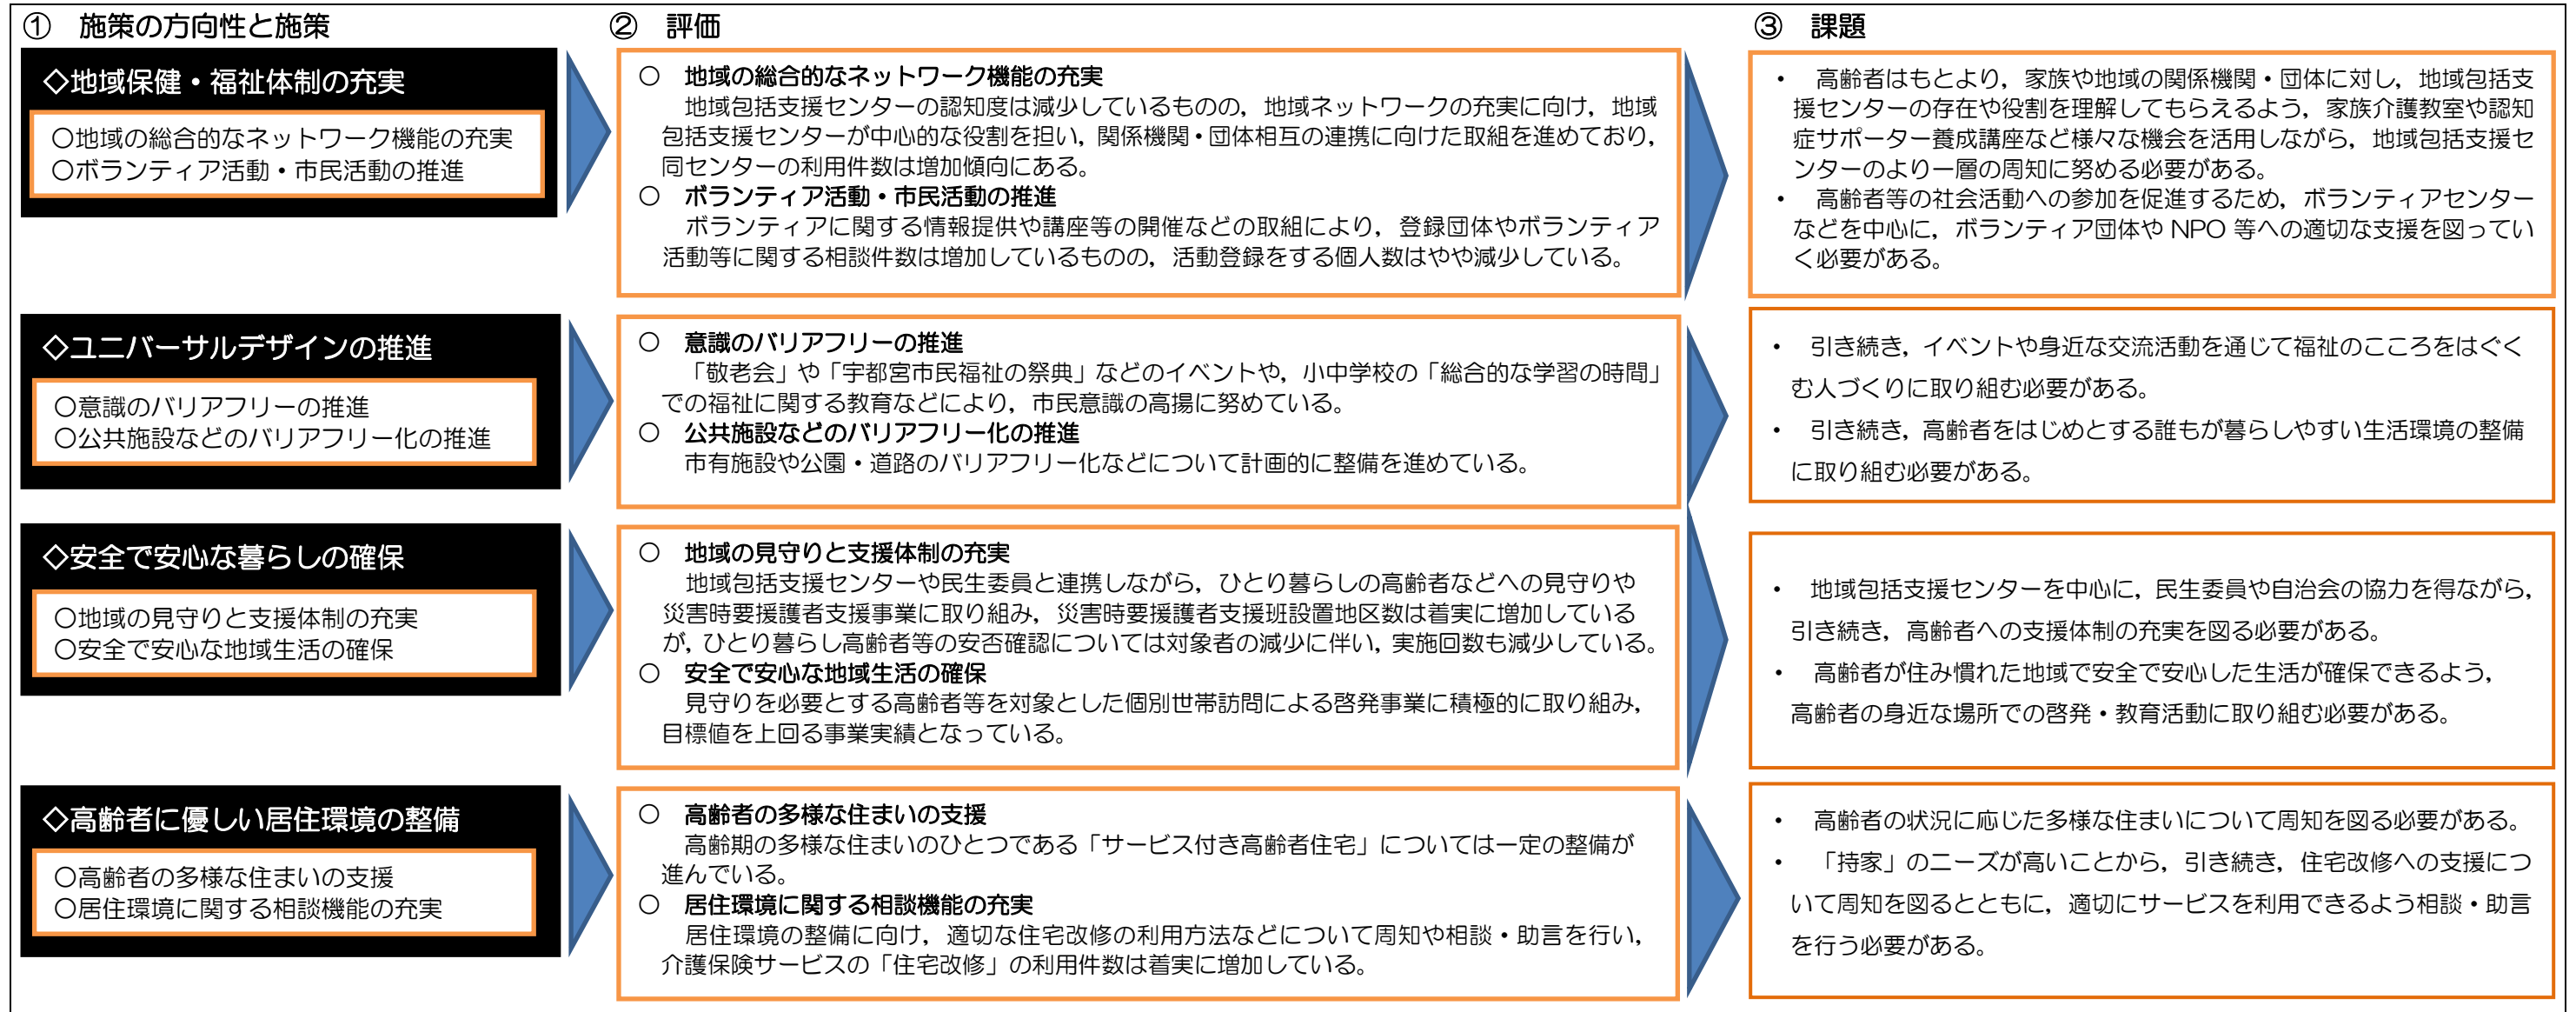 ① 施策の方向性と施策
② 評価
③ 課題
◇地域保健・福祉体制の充実
○地域の総合的なネットワーク機能の充実
○ボランティア活動・市民活動の推進
○ 地域の総合的なネットワーク機能の充実
地域包括支援センターの認知度は減少しているものの，地域ネットワークの充実に向け，地域
包括支援センターが中心的な役割を担い，関係機関・団体相互の連携に向けた取組を進めており，
同センターの利用件数は増加傾向にある。
○ ボランティア活動・市民活動の推進
ボランティアに関する情報提供や講座等の開催などの取組により，登録団体やボランティア
活動等に関する相談件数は増加しているものの，活動登録をする個人数はやや減少している。
・ 高齢者はもとより，家族や地域の関係機関・団体に対し，地域包括支
援センターの存在や役割を理解してもらえるよう，家族介護教室や認知
症サポーター養成講座など様々な機会を活用しながら，地域包括支援セ
ンターのより一層の周知に努める必要がある。
・ 高齢者等の社会活動への参加を促進するため，ボランティアセンター
などを中心に，ボランティア団体や NPO 等への適切な支援を図ってい
く必要がある。
◇ユニバーサルデザインの推進
○意識のバリアフリーの推進
○公共施設などのバリアフリー化の推進
○ 意識のバリアフリーの推進
「敬老会」や「宇都宮市民福祉の祭典」などのイベントや，小中学校の「総合的な学習の時間」
での福祉に関する教育などにより，市民意識の高揚に努めている。
○ 公共施設などのバリアフリー化の推進
市有施設や公園・道路のバリアフリー化などについて計画的に整備を進めている。
・ 引き続き，イベントや身近な交流活動を通じて福祉のこころをはぐく
む人づくりに取り組む必要がある。
・ 引き続き，高齢者をはじめとする誰もが暮らしやすい生活環境の整備
に取り組む必要がある。
◇安全で安心な暮らしの確保
○地域の見守りと支援体制の充実
○安全で安心な地域生活の確保
○ 地域の見守りと支援体制の充実
地域包括支援センターや民生委員と連携しながら，ひとり暮らしの高齢者などへの見守りや
災害時要援護者支援事業に取り組み，災害時要援護者支援班設置地区数は着実に増加している
が，ひとり暮らし高齢者等の安否確認については対象者の減少に伴い，実施回数も減少している。
○ 安全で安心な地域生活の確保
見守りを必要とする高齢者等を対象とした個別世帯訪問による啓発事業に積極的に取り組み，
目標値を上回る事業実績となっている。
・ 地域包括支援センターを中心に，民生委員や自治会の協力を得ながら，
引き続き，高齢者への支援体制の充実を図る必要がある。
・ 高齢者が住み慣れた地域で安全で安心した生活が確保できるよう，
高齢者の身近な場所での啓発・教育活動に取り組む必要がある。
◇高齢者に優しい居住環境の整備
○高齢者の多様な住まいの支援
○居住環境に関する相談機能の充実
○ 高齢者の多様な住まいの支援
高齢期の多様な住まいのひとつである「サービス付き高齢者住宅」については一定の整備が
進んでいる。
○ 居住環境に関する相談機能の充実
居住環境の整備に向け，適切な住宅改修の利用方法などについて周知や相談・助言を行い，
介護保険サービスの「住宅改修」の利用件数は着実に増加している。
・ 高齢者の状況に応じた多様な住まいについて周知を図る必要がある。
・ 「持家」のニーズが高いことから，引き続き，住宅改修への支援につ
いて周知を図るとともに，適切にサービスを利用できるよう相談・助言
を行う必要がある。